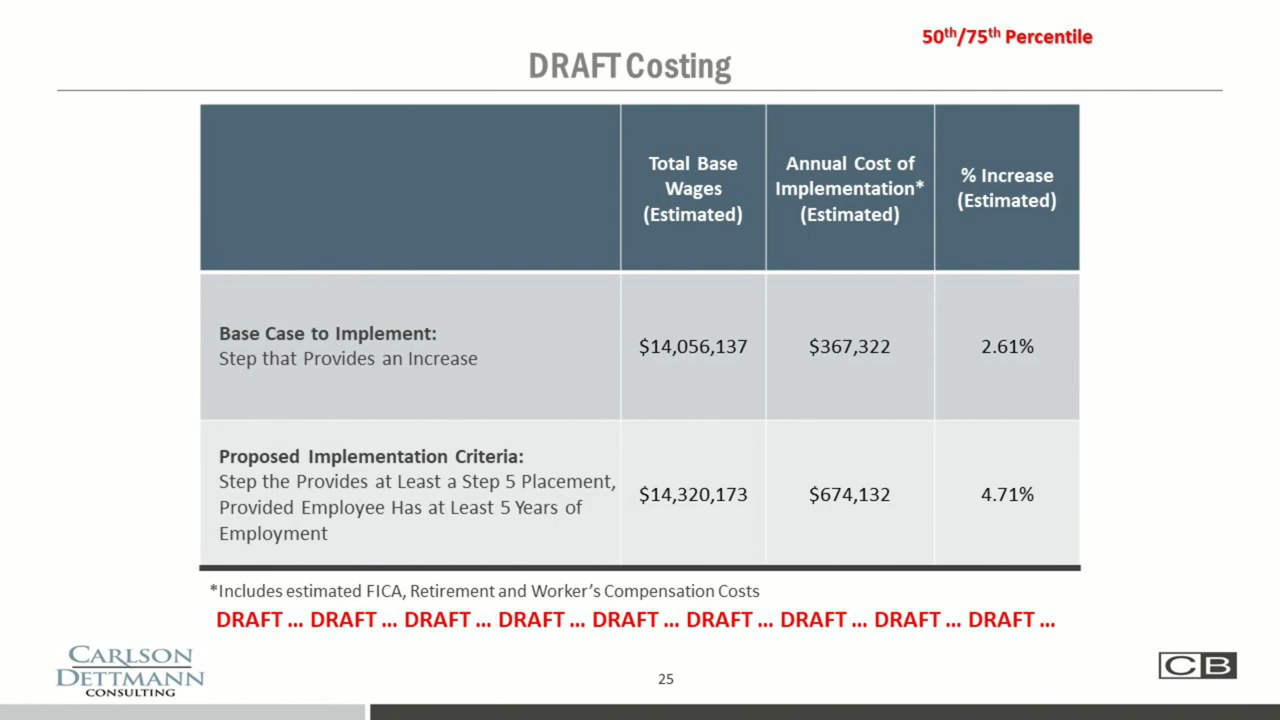 50th/75th Percentile
DRAFT Costing
Total Base
Wages
(Estimated)
Annual Cost of
Implementation*
(Estimated)
% Increase
(Estimated)
Base Case to Implement:
Step that Provides an Increase
$14,056,137
$367,322
2.61%
Proposed Implementation Criteria:
Step the Provides at Least a Step 5 Placement,
Provided Employee Has at Least 5 Years of
Employment
$14,320,173
$674,132
4.71%
*Includes estimated FICA, Retirement and Worker's Compensation Costs
DRAFT ... DRAFT ... DRAFT ... DRAFT ... DRAFT ... DRAFT ... DRAFT ... DRAFT ... DRAFT ...
CARLSON
DETTMANN
CONSULTING
25
CB